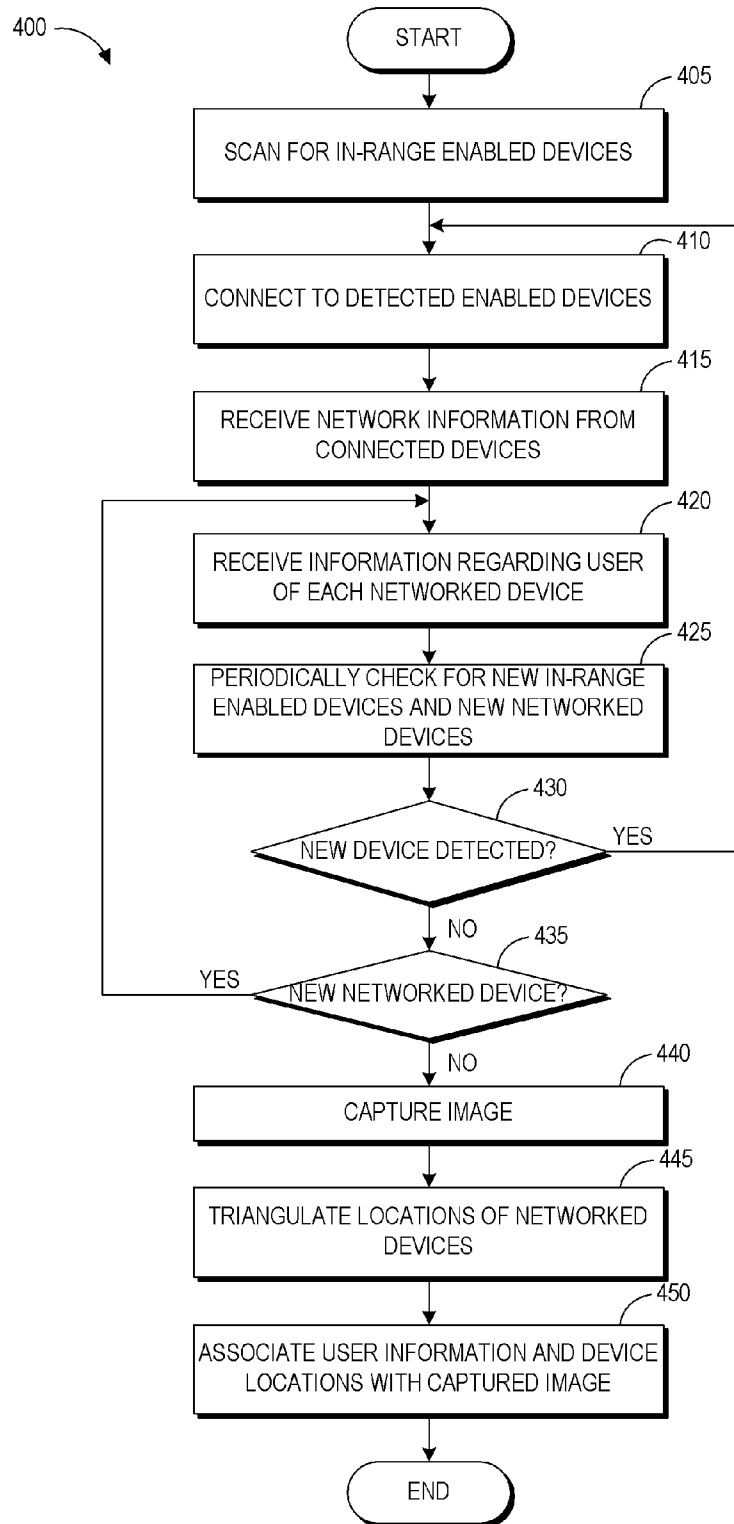 400
START
405
SCAN FOR IN-RANGE ENABLED DEVICES
410
CONNECT TO DETECTED ENABLED DEVICES
415
RECEIVE NETWORK INFORMATION FROM
CONNECTED DEVICES
420
RECEIVE INFORMATION REGARDING USER
OF EACH NETWORKED DEVICE
425
PERIODICALLY CHECK FOR NEW IN-RANGE
ENABLED DEVICES AND NEW NETWORKED
DEVICES
430
NEW DEVICE DETECTED?
YES
NO
435
YES
NEW NETWORKED DEVICE?
NO
440
CAPTURE IMAGE
445
TRIANGULATE LOCATIONS OF NETWORKED
DEVICES
450
ASSOCIATE USER INFORMATION AND DEVICE
LOCATIONS WITH CAPTURED IMAGE
END